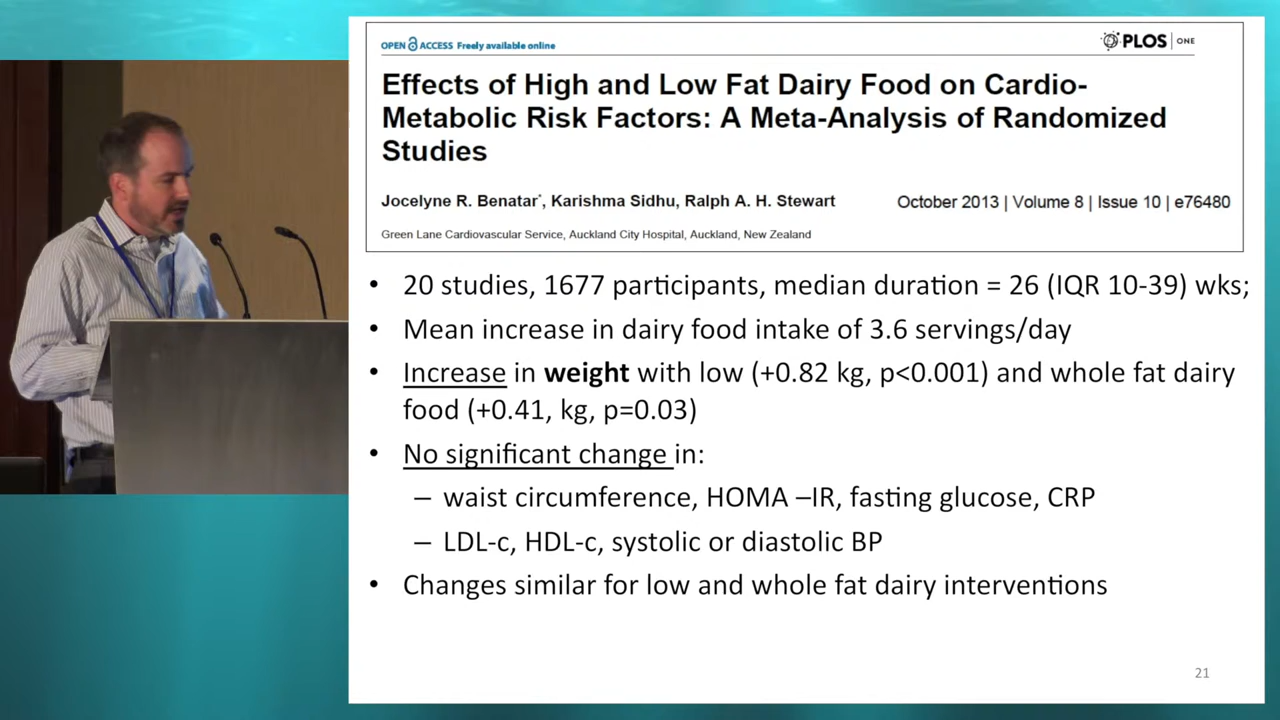 OPEN ACCESS Freely available online
PLOS | ONE
Effects of High and Low Fat Dairy Food on Cardio-
Metabolic Risk Factors: A Meta-Analysis of Randomized
Studies
Jocelyne R. Benatar*, Karishma Sidhu, Ralph A. H. Stewart
October 2013 | Volume 8 | Issue 10 | e76480
Green Lane Cardiovascular Service, Auckland City Hospital, Auckland, New Zealand
• 20 studies, 1677 participants, median duration = 26 (IQR 10-39) wks;
• Mean increase in dairy food intake of 3.6 servings/day
• Increase in weight with low (+0.82 kg, p<0.001) and whole fat dairy
food (+0.41, kg, p=0.03)
• No significant change in:
– waist circumference, HOMA –IR, fasting glucose, CRP
– LDL-c, HDL-c, systolic or diastolic BP
• Changes similar for low and whole fat dairy interventions
21